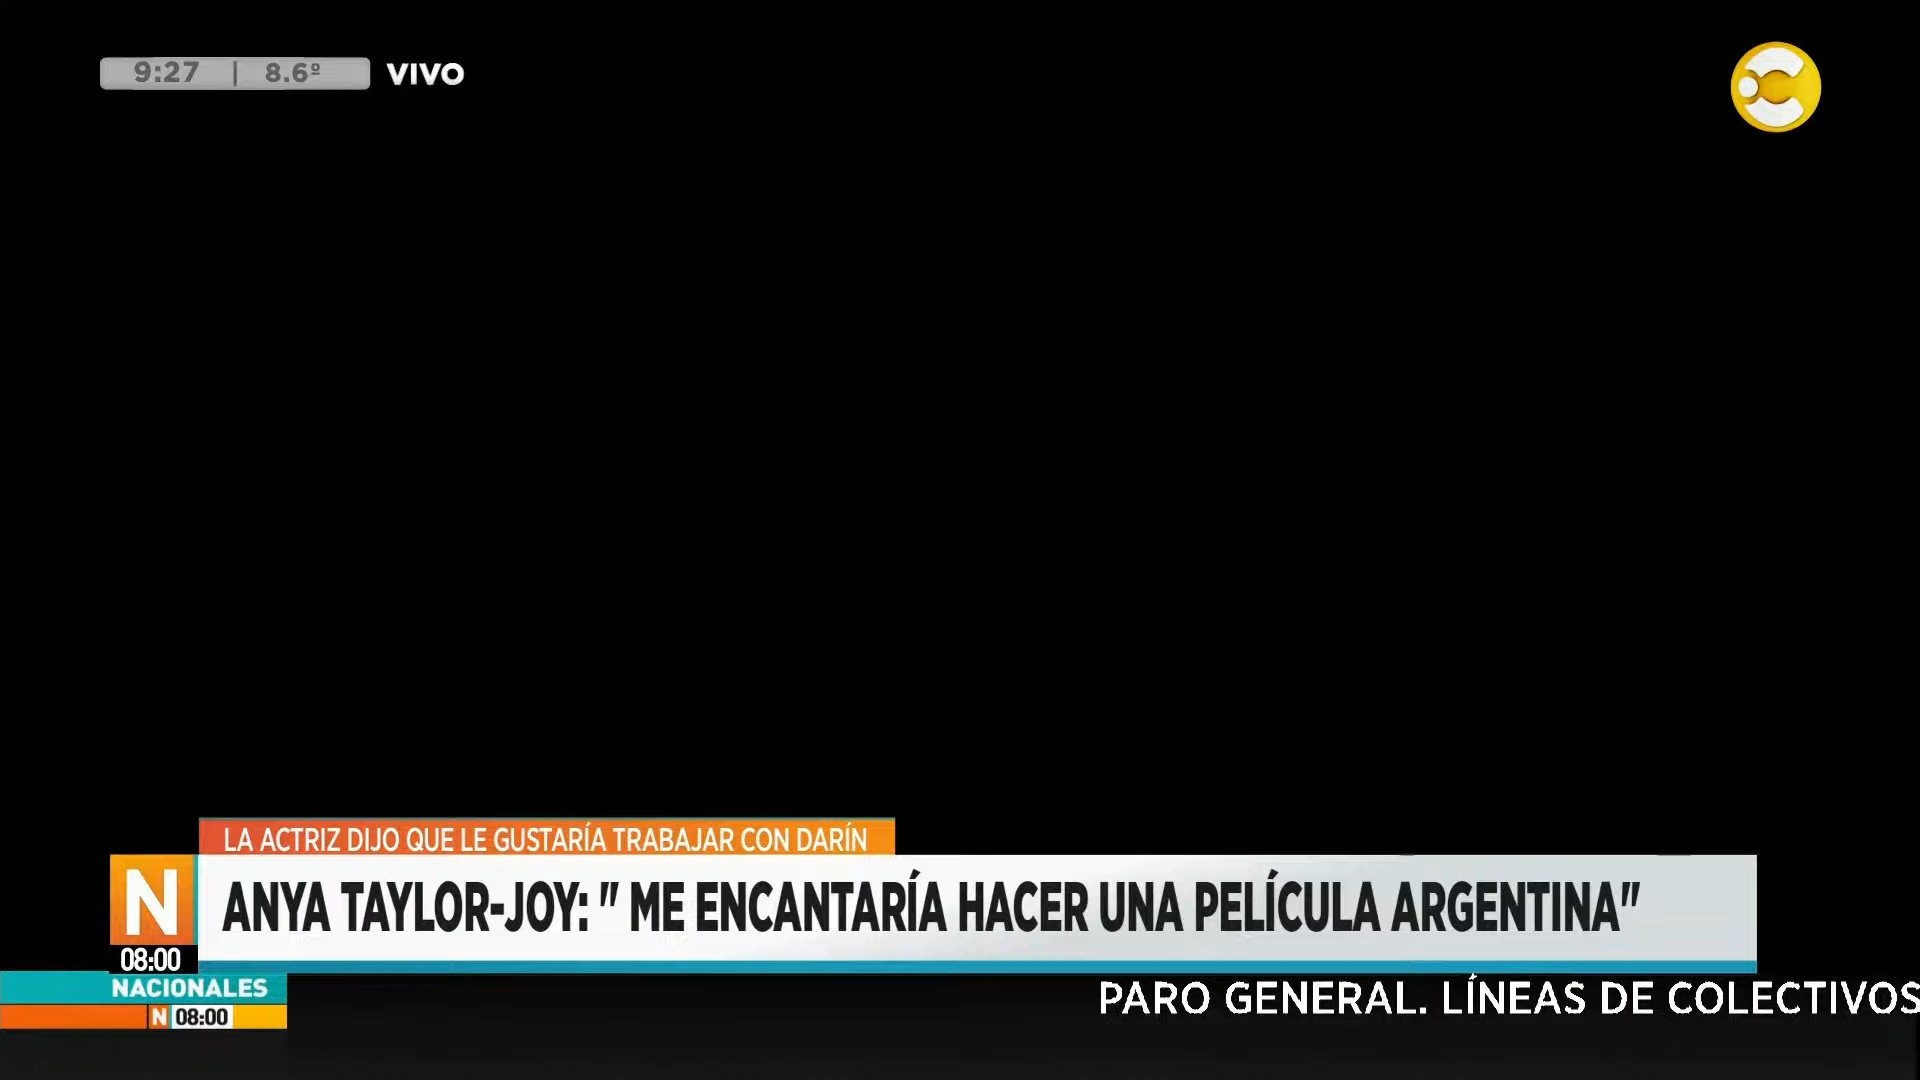 9:27 | 8.6º VIVO
LA ACTRIZ DIJO QUE LE GUSTARÍA TRABAJAR CON DARÍN
N ANYA TAYLOR-JOY: " ME ENCANTARÍA HACER UNA PELÍCULA ARGENTINA"
08:00
NACIONALES
PARO GENERAL. LÍNEAS DE COLECTIVOS
N 08:00